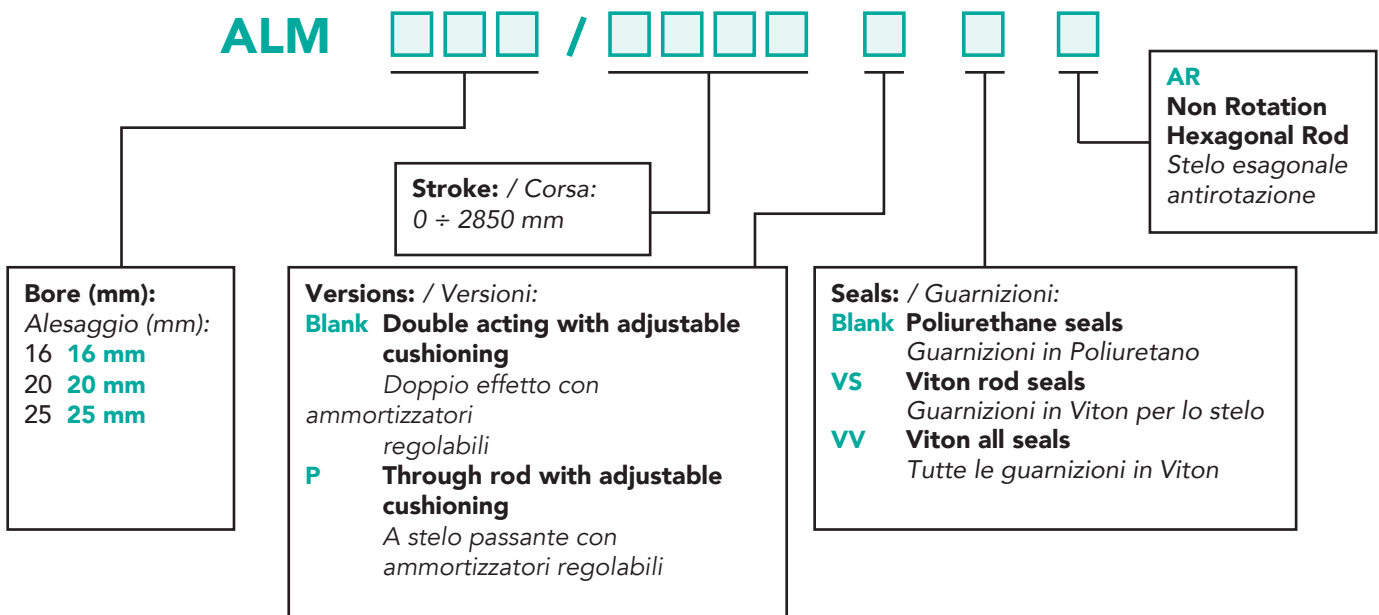 ALM /
AR
Non Rotation
Hexagonal Rod
Stelo esagonale
antirotazione
Stroke: / Corsa:
0 ÷ 2850 mm
Bore (mm):
Alesaggio (mm):
16 16 mm
20 20 mm
25 25 mm
Versions: / Versioni:
Blank Double acting with adjustable
cushioning
Doppio effetto con
ammortizzatori
regolabili
P Through rod with adjustable
cushioning
A stelo passante con
ammortizzatori regolabili
Seals: / Guarnizioni:
Blank Poliurethane seals
Guarnizioni in Poliuretano
VS Viton rod seals
Guarnizioni in Viton per lo stelo
VV Viton all seals
Tutte le guarnizioni in Viton